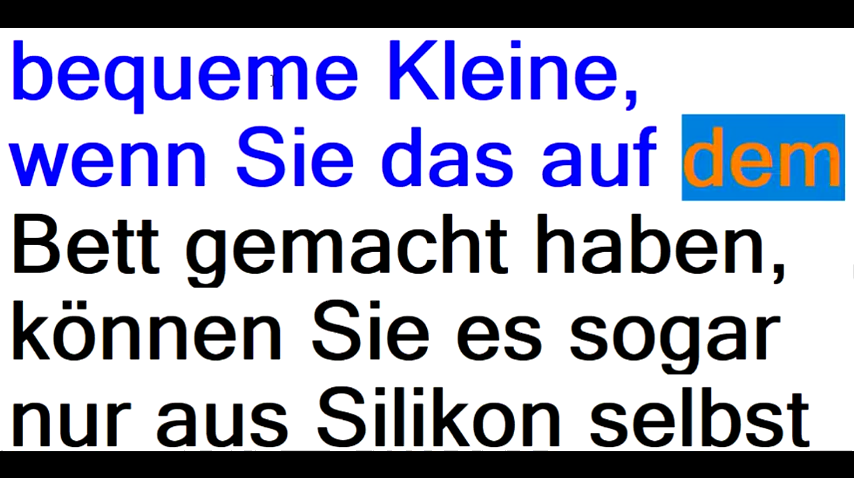 bequeme Kleine,
wenn Sie das auf dem
Bett gemacht haben,
können Sie es sogar
nur aus Silikon selbst